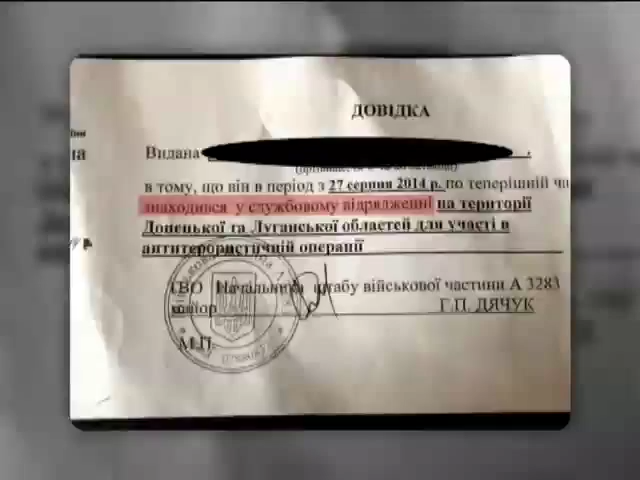 ДОВІДКА
Видана
в тому, що він в період з 27 серпня 2014 р. по теперішній ча
знаходився у службовому відрядженні на території
Донецької та Луганської областей для участі в
антитерористичній операції
ТВО Начальника штабу військової частини А 3283
майор Г.П. ДЯЧУК
М.П.